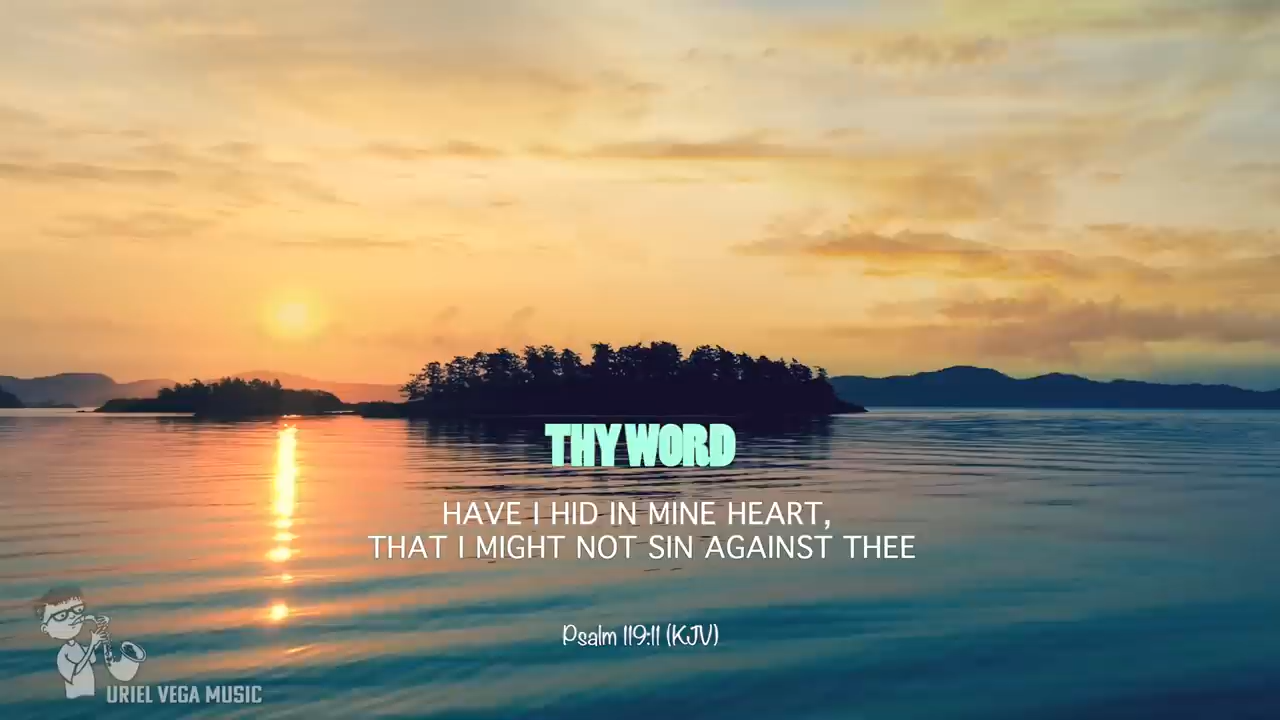 THY WORD
HAVE I HID IN MINE HEART,
THAT I MIGHT NOT SIN AGAINST THEE
Psalm 119:11 (KJV)
URIEL VEGA MUSIC